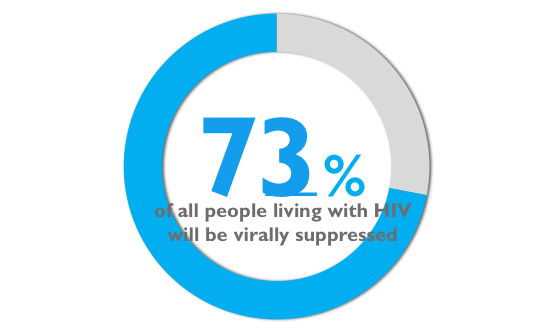 73%
of all people living with HIV
will be virally suppressed